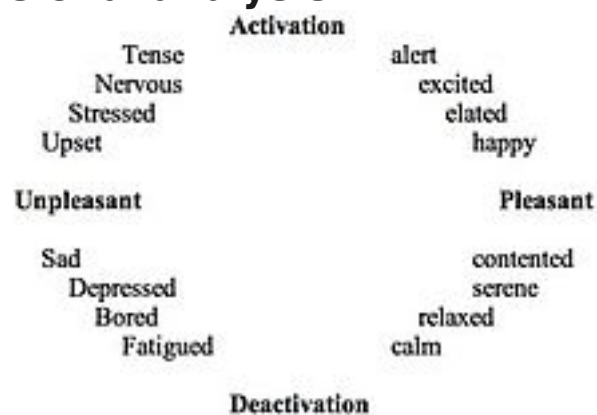 Activation
Tense alert
Nervous excited
Stressed elated
Upset happy
Unpleasant Pleasant
Sad contented
Depressed serene
Bored relaxed
Fatigued calm
Deactivation